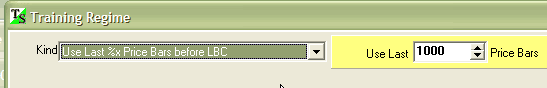 TS Training Regime
Kind Use Last %x Price Bars before LBC Use Last 1000 Price Bars